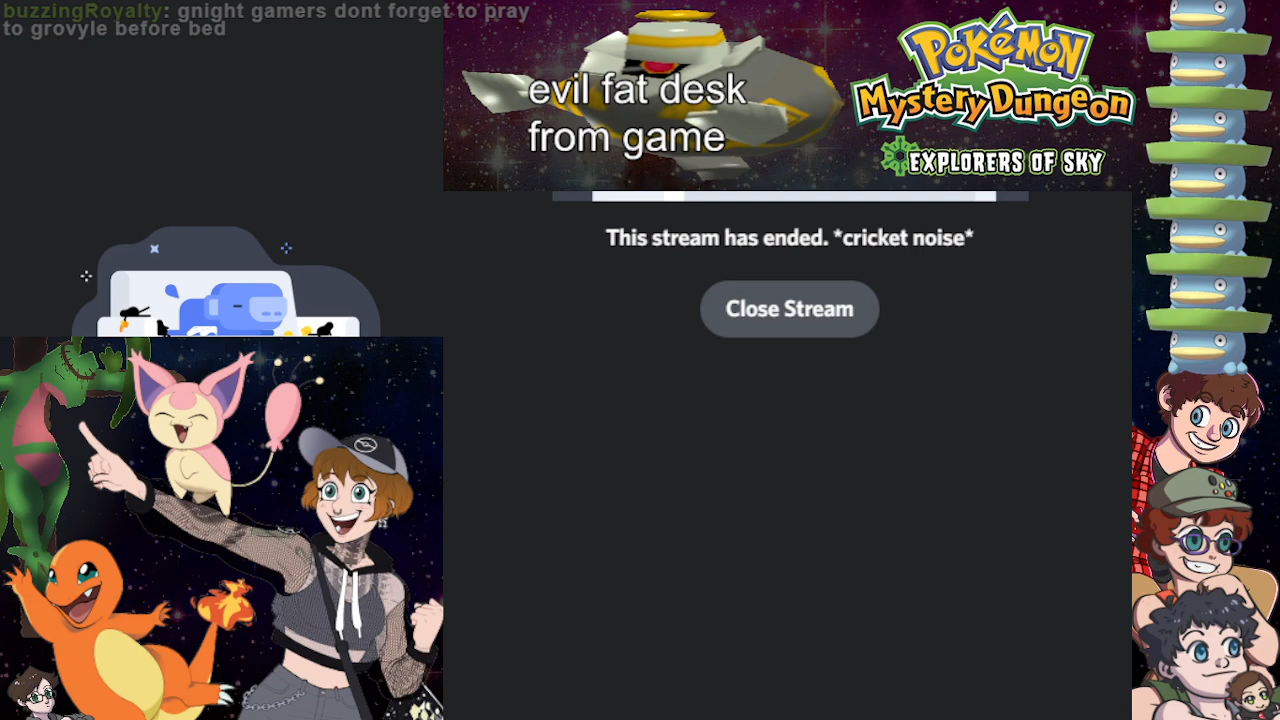 buzzingRoyalty: gnight gamers dont forget to pray
to grovyle before bed
evil fat desk
from game
POKéMON
Mystery Dungeon
EXPLORERS OF SKY
This stream has ended. *cricket noise*
Close Stream